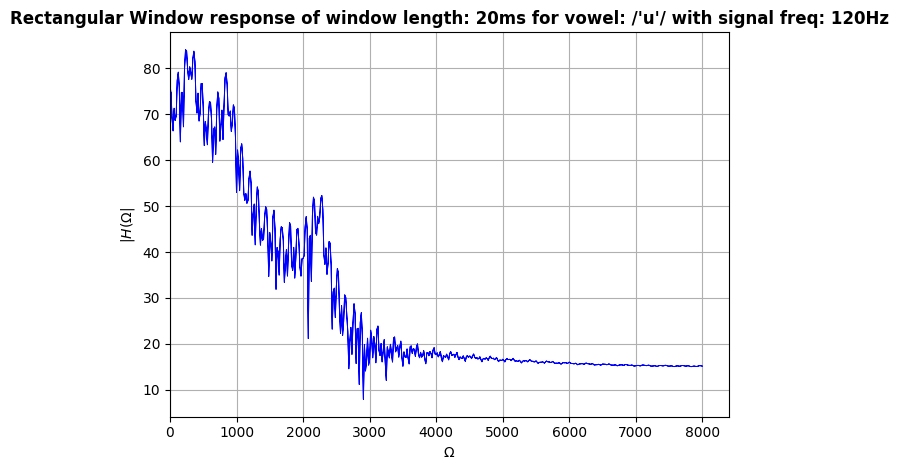 Rectangular Window response of window length: 20ms for vowel: /'u'/ with signal freq: 120Hz
80
70
60
50
40
30
20
10
|H(Ω|
0 1000 2000 3000 4000 5000 6000 7000 8000
Ω